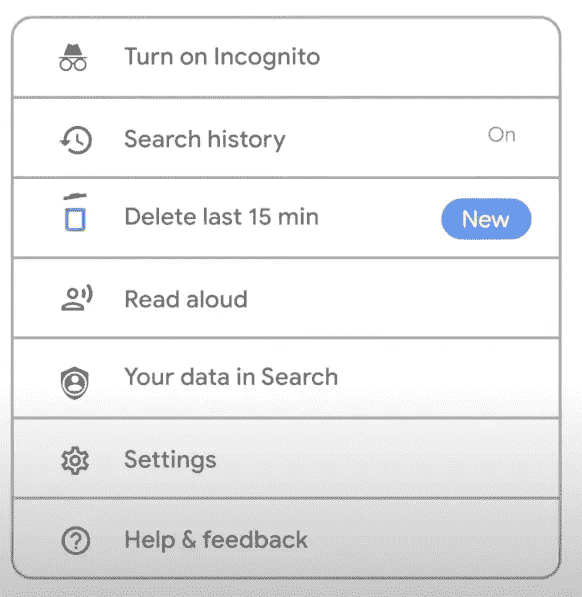 Turn on Incognito
Search history On
Delete last 15 min New
Read aloud
Your data in Search
Settings
Help & feedback